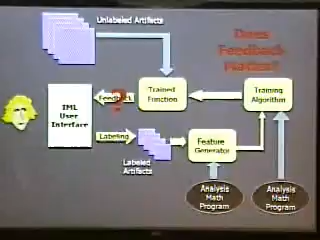 Unlabeled Artifacts
Does
Feedback
Matter?
Trained
Function
Training
Algorithm
Feedback
?
IML
User
Interface
Labeling
Labeled
Artifacts
Feature
Generator
Analysis
Math
Program
Analysis
Math
Program